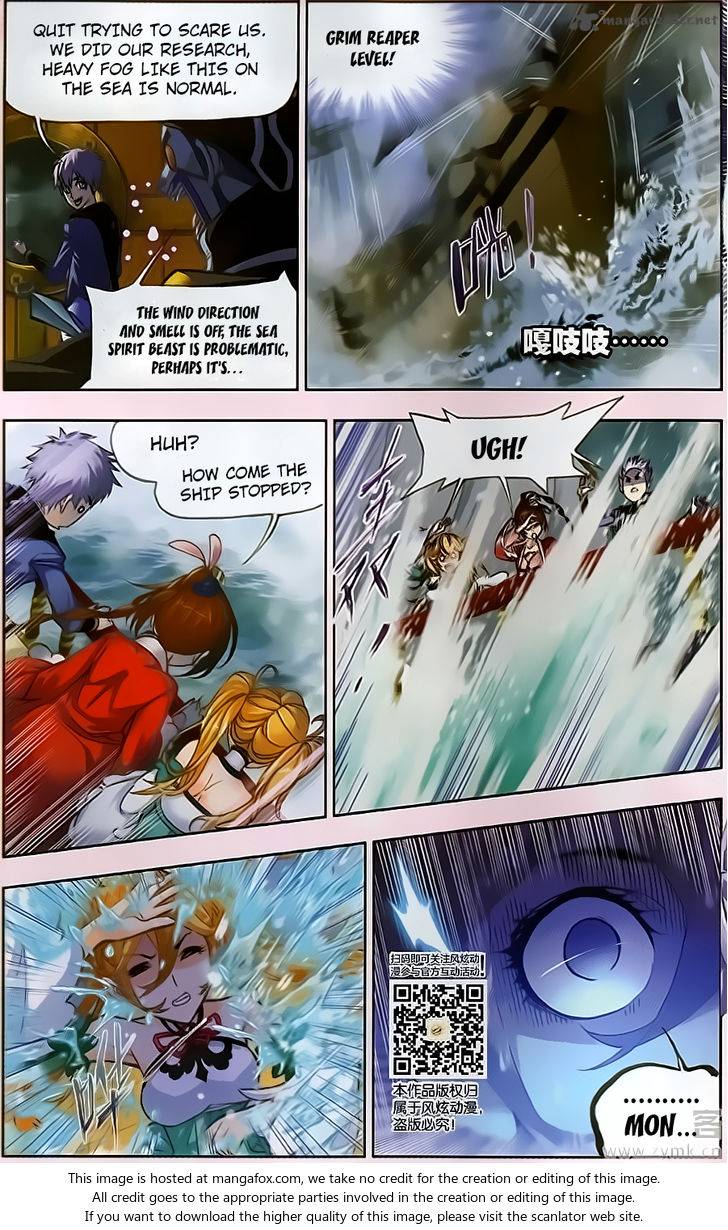 QUIT TRYING TO SCARE US.
WE DID OUR RESEARCH,
HEAVY FOG LIKE THIS ON
THE SEA IS NORMAL.
THE WIND DIRECTION
AND SMELL IS OFF, THE SEA
SPIRIT BEAST IS PROBLEMATIC,
PERHAPS IT'S...
GRIM REAPER
LEVEL!
嘎吱吱……
HUH?
HOW COME THE
SHIP STOPPED?
UGH!
扫码即可关注风炫动
漫参与官方互动活动!
本作品版权归
属于风炫动漫,
盗版必究!
..........
MON...
客
www.zymk.cn
This image is hosted at mangafox.com, we take no credit for the creation or editing of this image.
All credit goes to the appropriate parties involved in the creation or editing of this image.
If you want to download the higher quality of this image, please visit the scanlator web site.